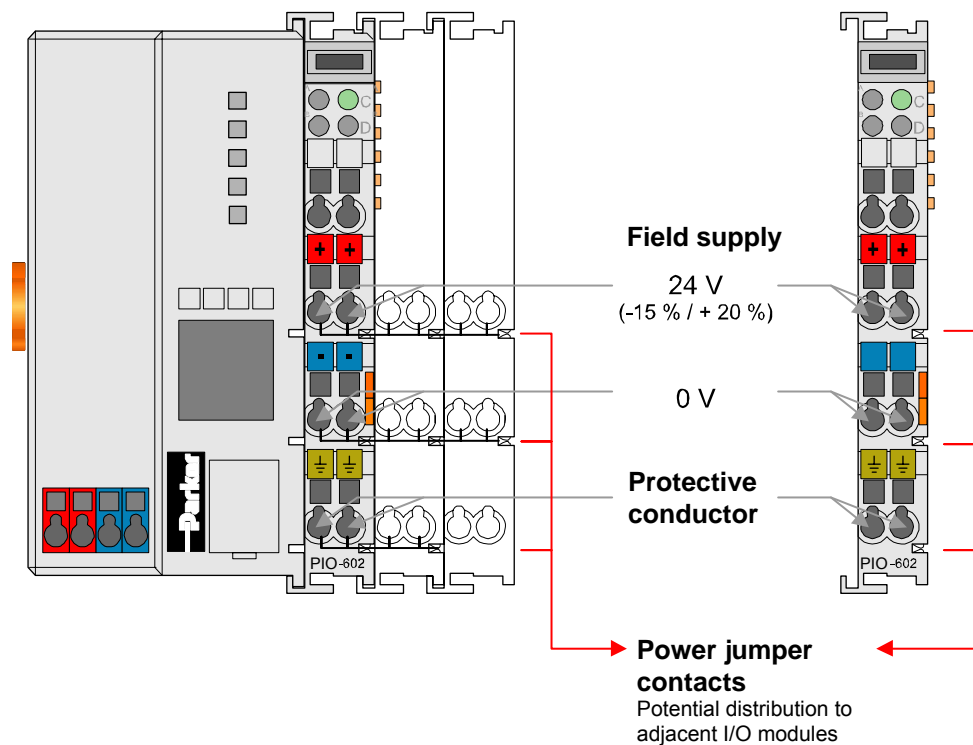 A
C
B
D
A
C
B
D
+ +
+ +
Field supply
24 V
(-15 % / + 20 %)
- -
0 V
Protective
conductor
Parker
PIO-602
PIO-602
Power jumper
contacts
Potential distribution to
adjacent I/O modules